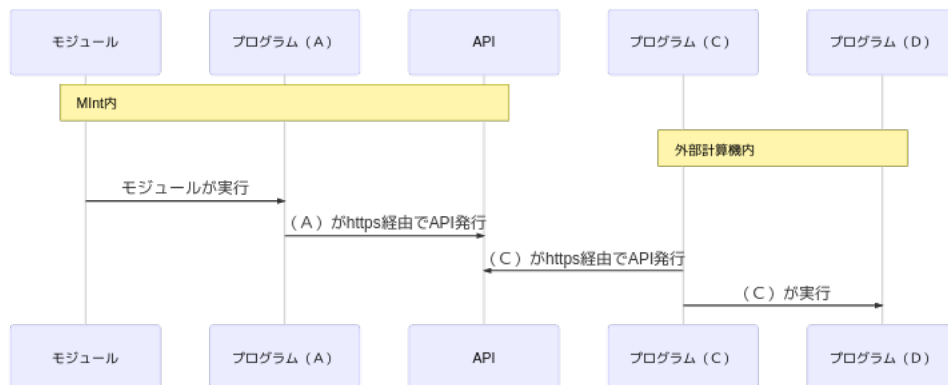 モジュール
プログラム（A）
API
プログラム（C）
プログラム（D）
MInt内
外部計算機内
モジュールが実行
（A）がhttps経由でAPI発行
（C）がhttps経由でAPI発行
（C）が実行
モジュール
プログラム（A）
API
プログラム（C）
プログラム（D）